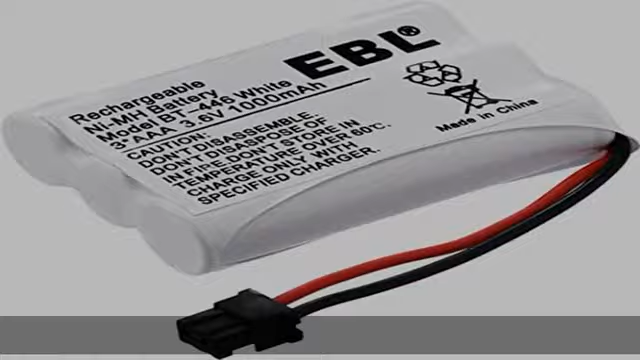 EBL®
Rechargeable
Ni-MH Battery
Model BT-446 White
3*AAA 3.6V 1000mAh
CAUTION:
DON'T DISASSEMBLE.
DON'T DISPOSE OF
IN FIRE DON'T STORE IN
TEMPERATURE OVER 60℃.
CHARGE ONLY WITH
SPECIFIED CHARGER.
Made in China